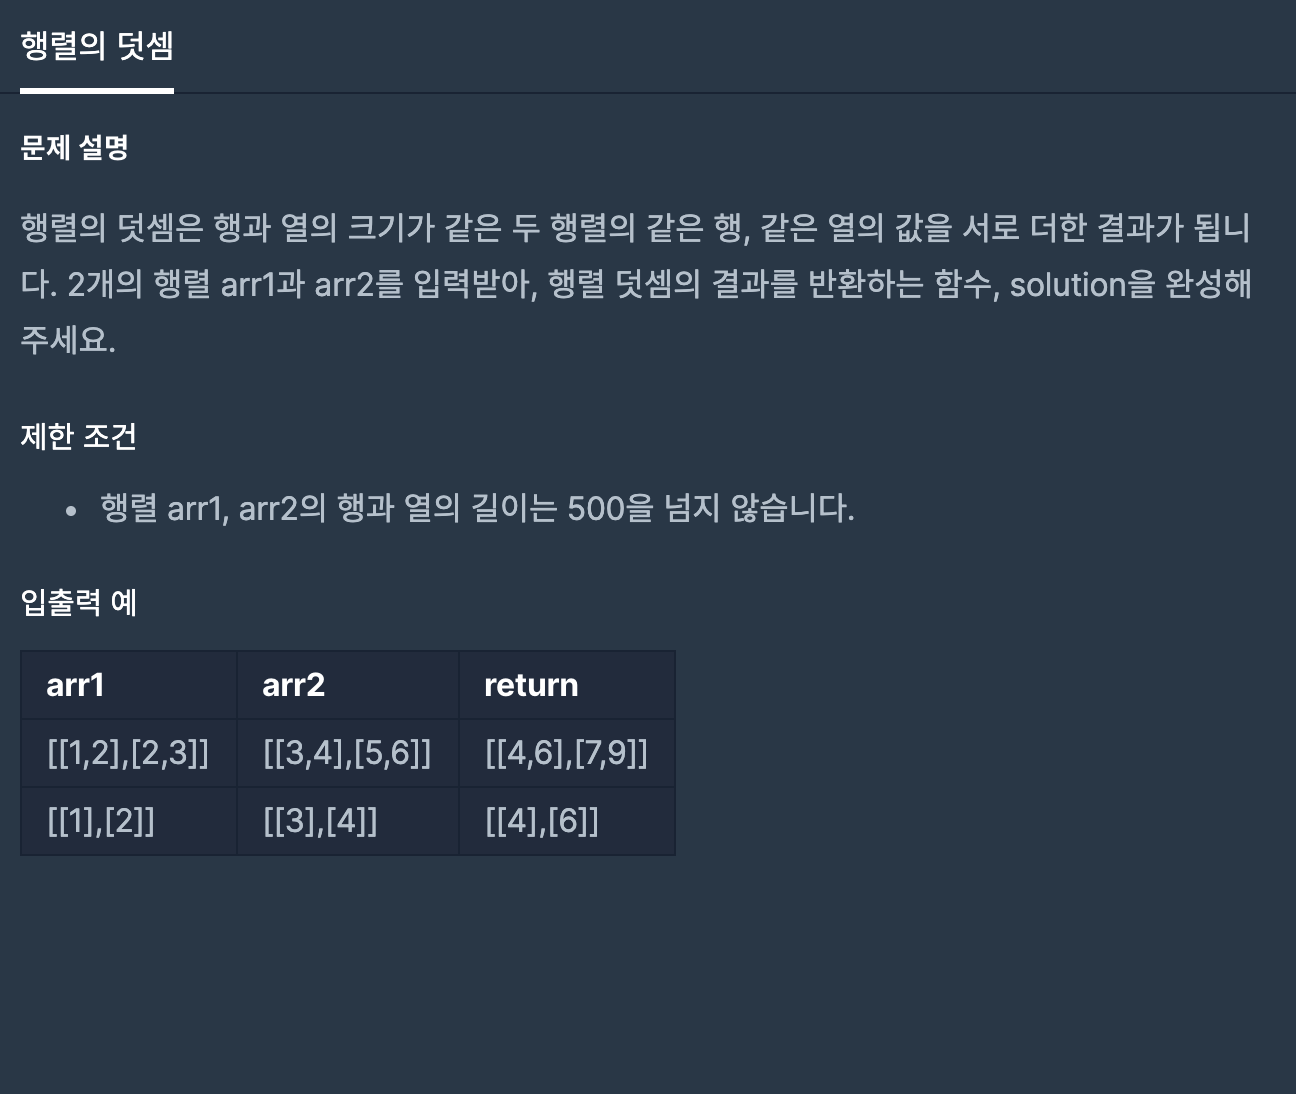 행렬의 덧셈
문제 설명
행렬의 덧셈은 행과 열의 크기가 같은 두 행렬의 같은 행, 같은 열의 값을 서로 더한 결과가 됩니
다. 2개의 행렬 arr1과 arr2를 입력받아, 행렬 덧셈의 결과를 반환하는 함수, solution을 완성해
주세요.
제한 조건
• 행렬 arr1, arr2의 행과 열의 길이는 500을 넘지 않습니다.
입출력 예
arr1 arr2 return
[[1,2],[2,3]] [[3,4],[5,6]] [[4,6],[7,9]]
[[1],[2]] [[3],[4]] [[4],[6]]